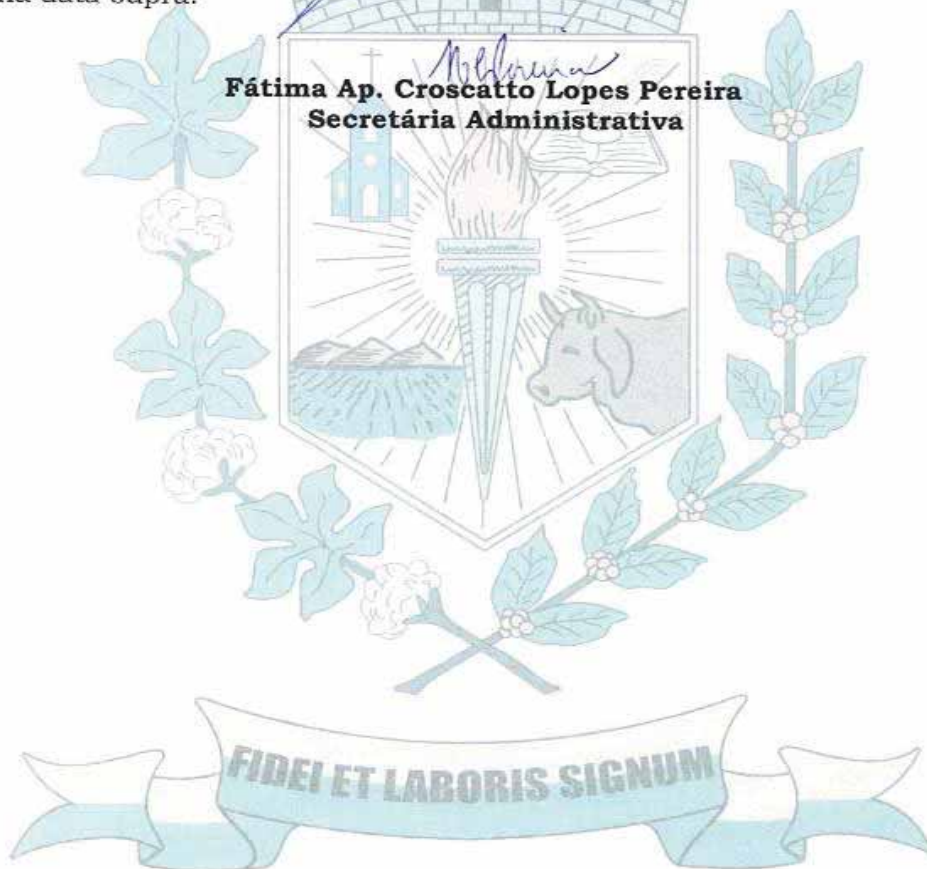 na data supra.
Fátima Ap. Croscatto Lopes Pereira
Secretária Administrativa
FIDEI ET LABORIS SIGNUM